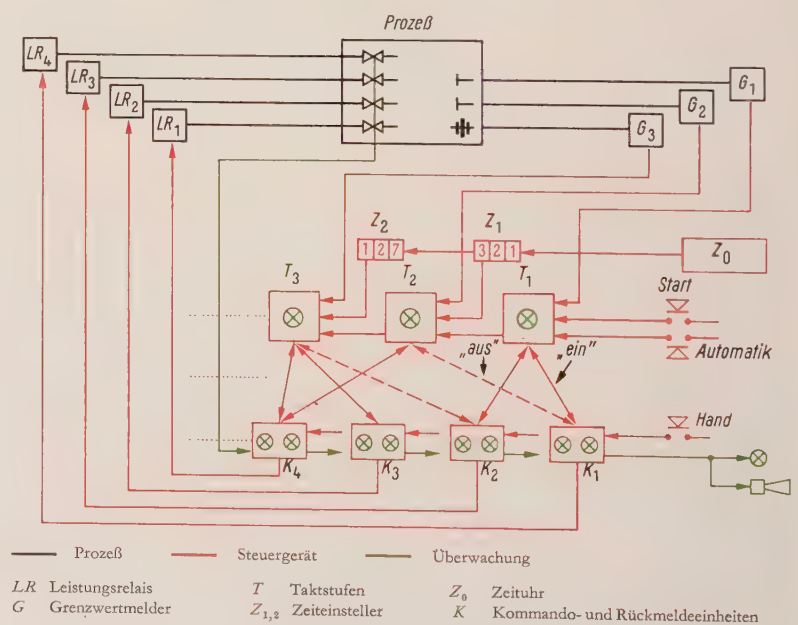 Prozeß
LR4
LR3
LR2
LR1
G1
G2
G3
Z2
Z1
1 2 7
3 2 1
Z0
T3
T2
T1
Start
Automatik
„aus"
„ein"
Hand
K4
K3
K2
K1
Prozeß
Steuergerät
Überwachung
LR Leistungsrelais
T Taktstufen
Z0 Zeituhr
G Grenzwertmelder
Z1,2 Zeiteinsteller
K Kommando- und Rückmeldeeinheiten